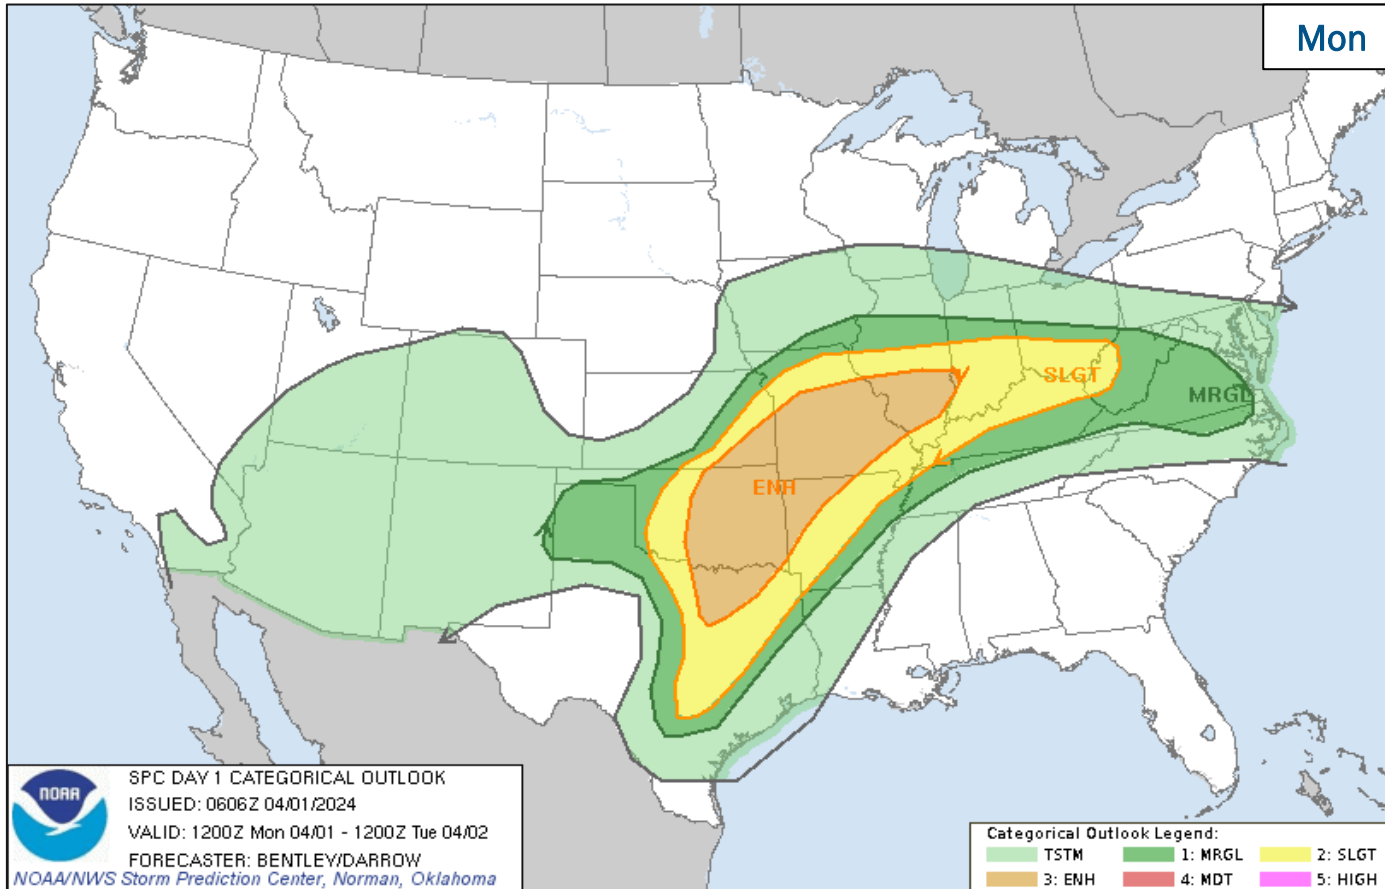 Mon
SLGT
MRGL
ENH
NOAA
SPC DAY 1 CATEGORICAL OUTLOOK
ISSUED: 0606Z 04/01/2024
VALID: 1200Z Mon 04/01 - 1200Z Tue 04/02
FORECASTER: BENTLEY/DARROW
NOAA/NWS Storm Prediction Center, Norman, Oklahoma
Categorical Outlook Legend:
TSTM 1: MRGL 2: SLGT
3: ENH 4: MDT 5: HIGH